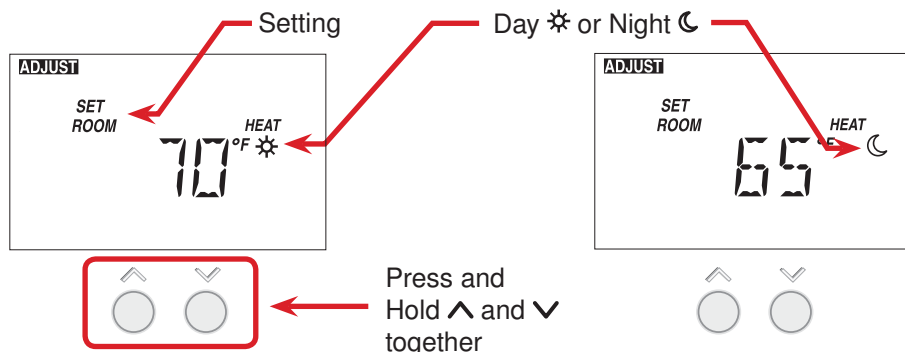 Setting
Day ☼ or Night ☾
ADJUST
SET
ROOM
HEAT
70°F ☼
ADJUST
SET
ROOM
HEAT
65°F ☾
Press and
Hold ∧ and ∨
together